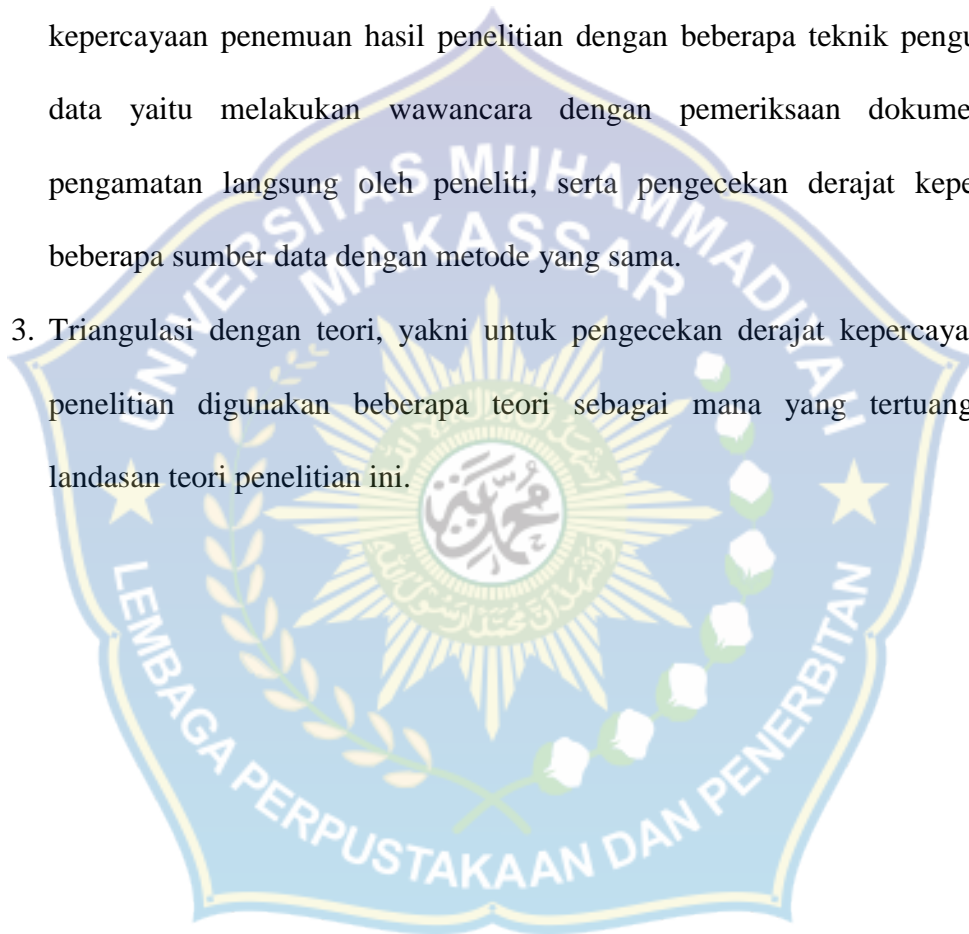 kepercayaan penemuan hasil penelitian dengan beberapa teknik pengu
data yaitu melakukan wawancara dengan pemeriksaan dokume
pengamatan langsung oleh peneliti, serta pengecekan derajat kepe
beberapa sumber data dengan metode yang sama.
3. Triangulasi dengan teori, yakni untuk pengecekan derajat kepercaya
penelitian digunakan beberapa teori sebagai mana yang tertuang
landasan teori penelitian ini.
UNIVERSITAS MUHAMMADIYAH
MAKASSAR
LEMBAGA PERPUSTAKAAN DAN PENERBITAN